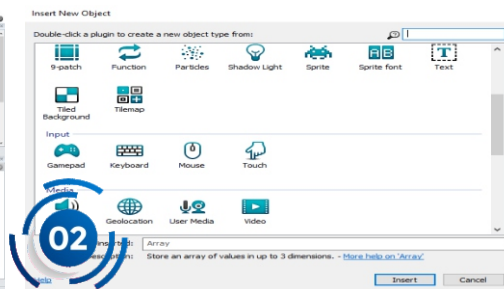 Insert New Object
Double-click a plugin to create a new object type from:
9-patch Function Particles Shadow Light Sprite Sprite font Text
Tiled Background Tilemap
Input
Gamepad Keyboard Mouse Touch
Media
Geolocation User Media Video
Array
Store an array of values in up to 3 dimensions. - More help on 'Array'
02
Help Insert Cancel